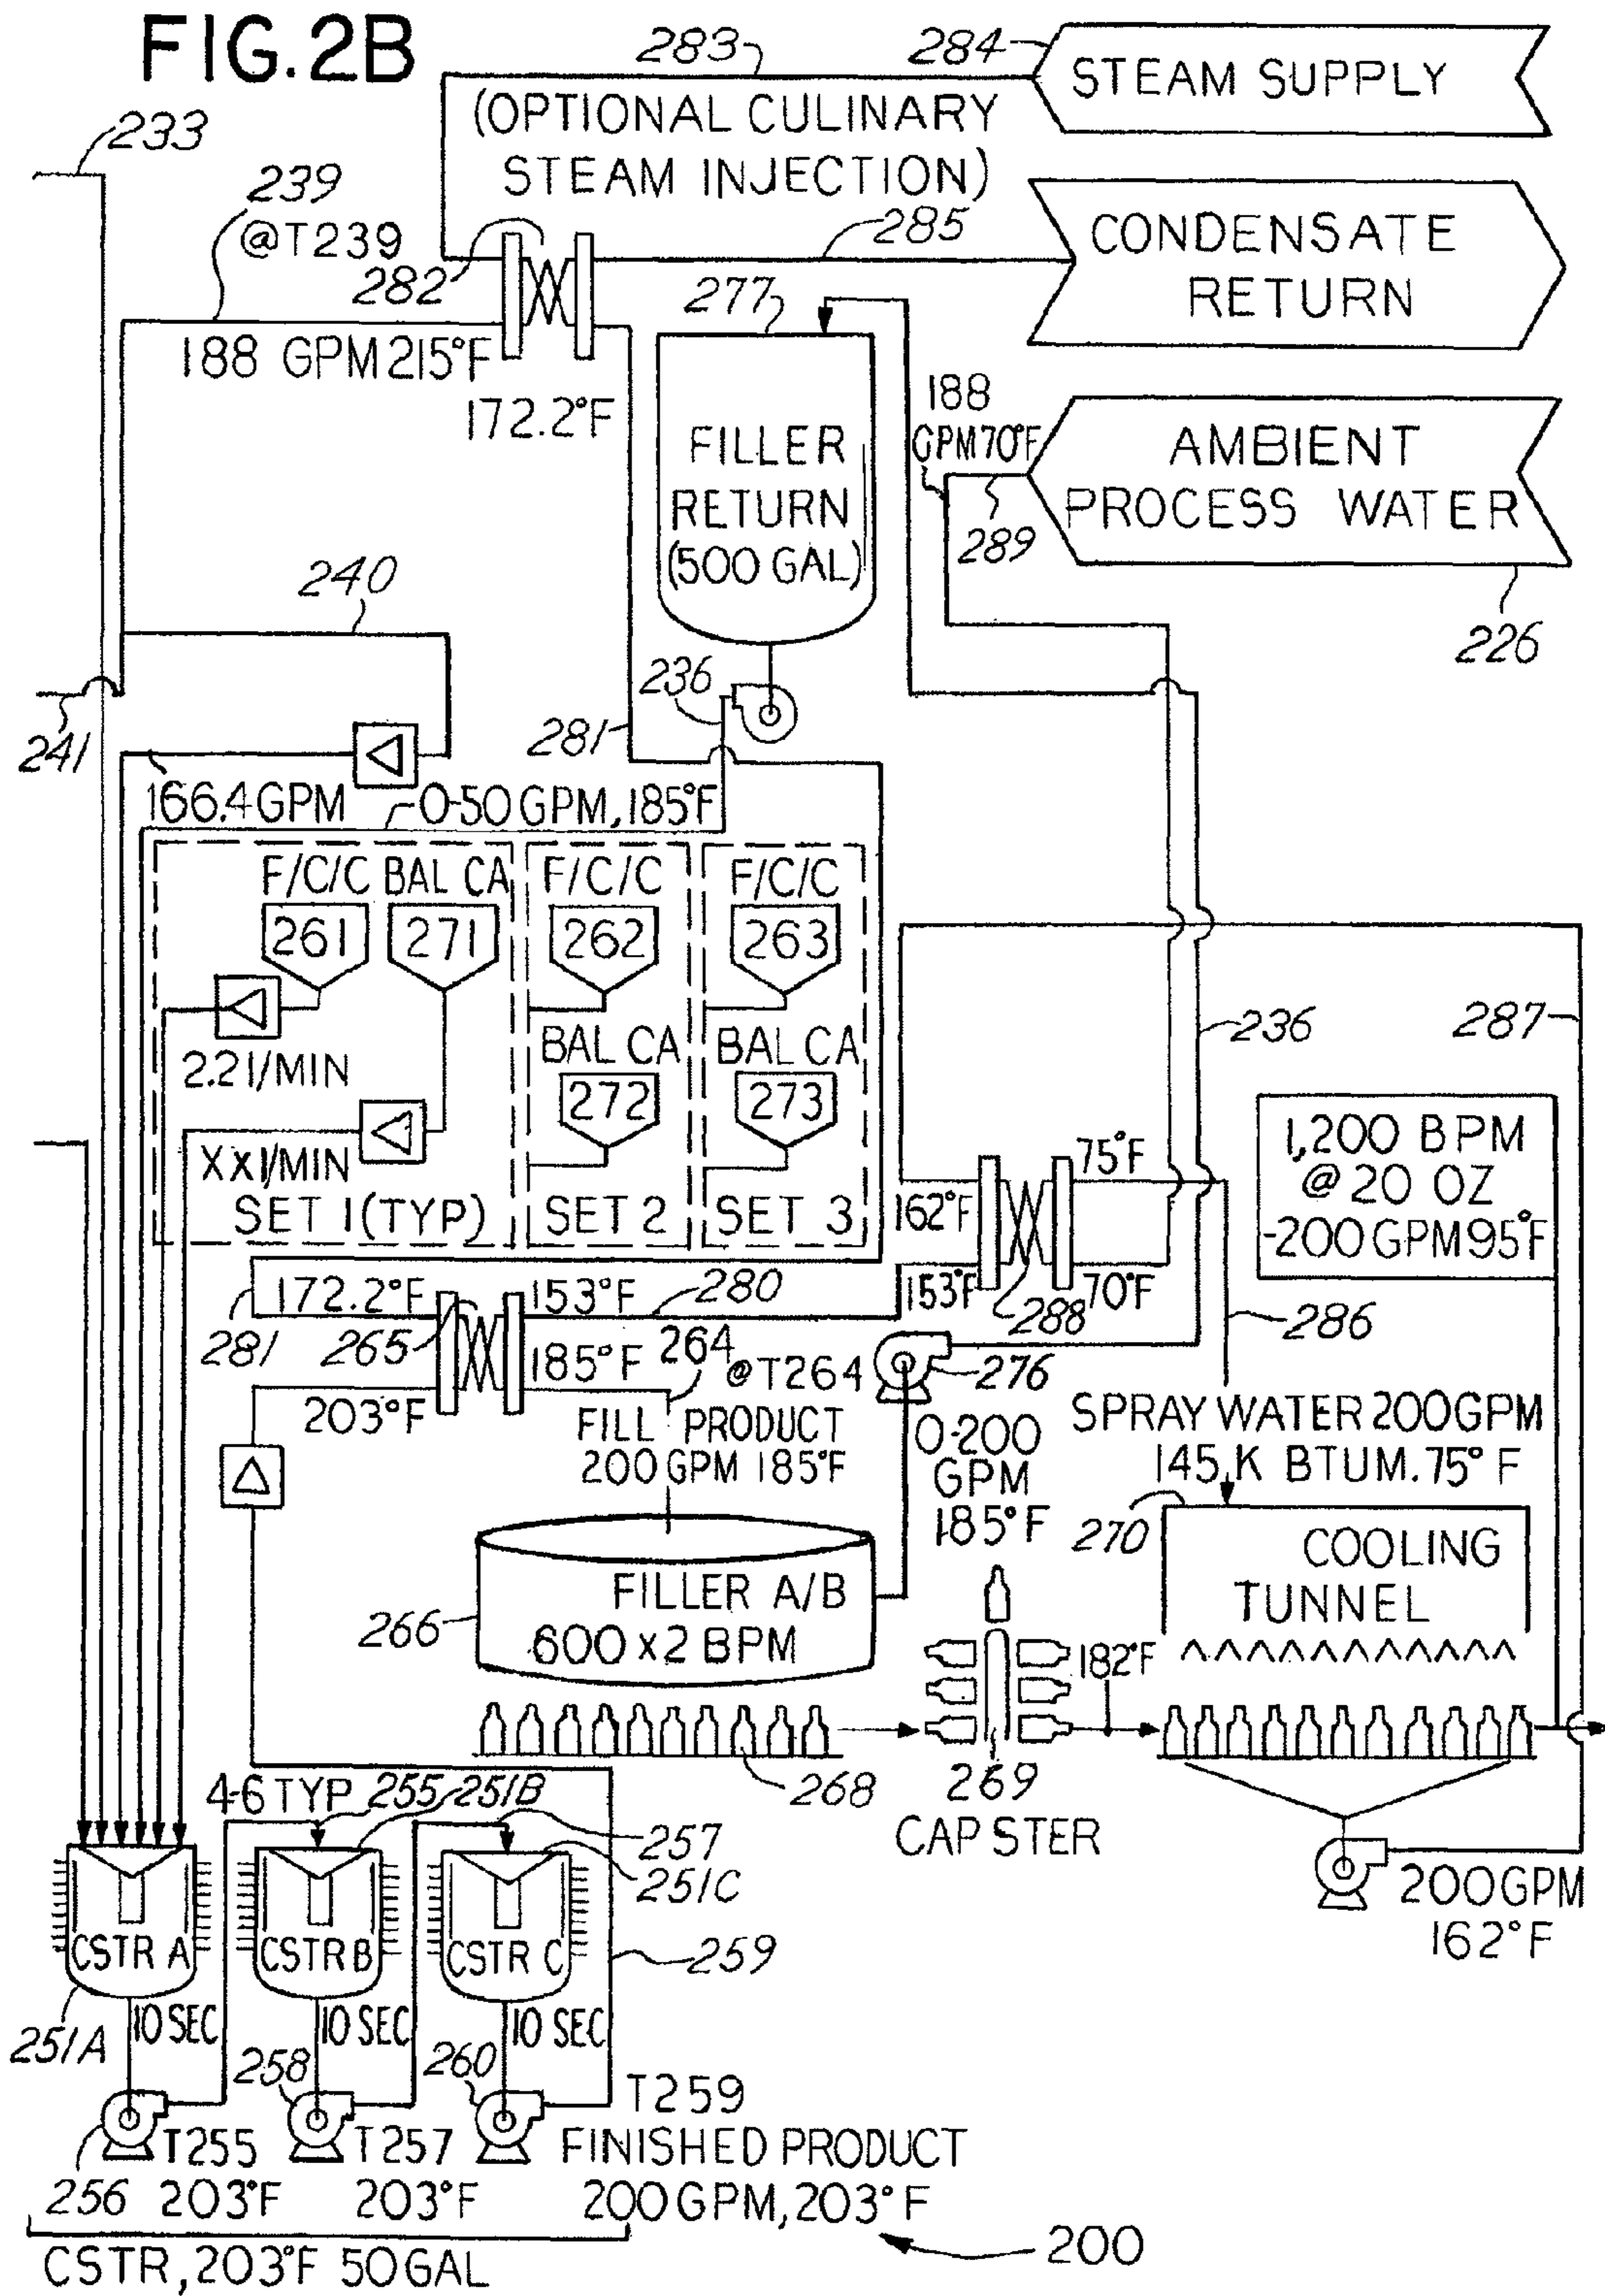 FIG.2B
283
284
STEAM SUPPLY
(OPTIONAL CULINARY
STEAM INJECTION)
233
239
@T239
282
285
CONDENSATE
RETURN
277
188 GPM 215°F
172.2°F
188
GPM 70°F
FILLER
RETURN
(500 GAL)
AMBIENT
PROCESS WATER
289
226
240
236
281
241
166.4 GPM
0-50 GPM, 185°F
F/C/C BAL CA
261
271
F/C/C
262
F/C/C
263
2.21/MIN
BAL CA
272
BAL CA
273
XX1/MIN
SET 1 (TYP)
SET 2
SET 3
236
287
1,200 BPM
@ 20 OZ
-200 GPM 95°F
75°F
162°F
153°F
288
70°F
286
172.2°F
153°F
280
281
265
185°F
264
@T264
276
203°F
FILL PRODUCT
200 GPM 185°F
0-200
GPM
185°F
SPRAY WATER 200 GPM
145,K BTUM. 75° F
270
COOLING
TUNNEL
266
FILLER A/B
600 x 2 BPM
182°F
268
269
CAP STER
4-6 TYP
255
251B
257
251C
CSTR A
CSTR B
CSTR C
259
200 GPM
162°F
251A
10 SEC
10 SEC
10 SEC
258
260
T259
FINISHED PRODUCT
200 GPM, 203° F
T255
203°F
T257
203°F
256
200
CSTR, 203°F 50 GAL